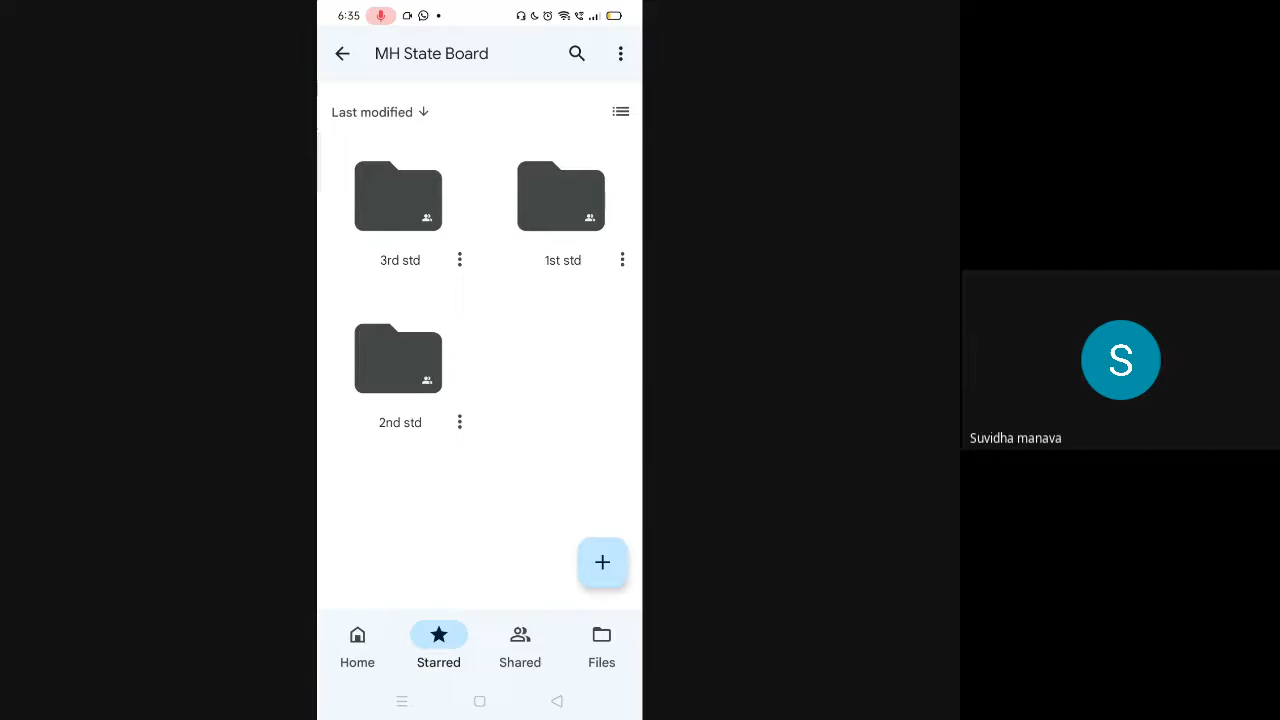 6:35
MH State Board
Last modified
3rd std
1st std
2nd std
Home
Starred
Shared
Files
S
Suvidha manava